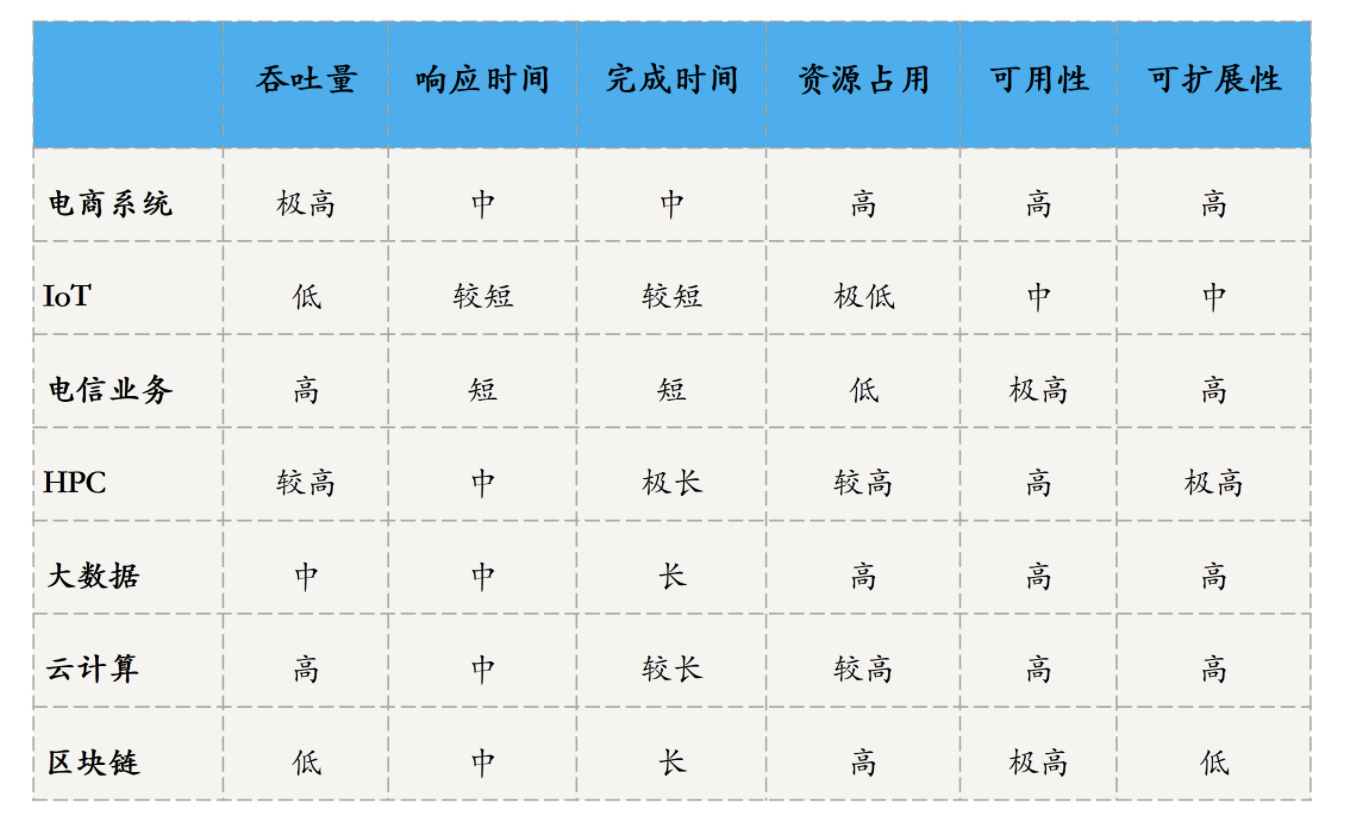 吞吐量 响应时间 完成时间 资源占用 可用性 可扩展性
电商系统 极高 中 中 高 高 高
IoT 低 较短 较短 极低 中 中
电信业务 高 短 短 低 极高 高
HPC 较高 中 极长 较高 高 极高
大数据 中 中 长 高 高 高
云计算 高 中 较长 较高 高 高
区块链 低 中 长 高 极高 低